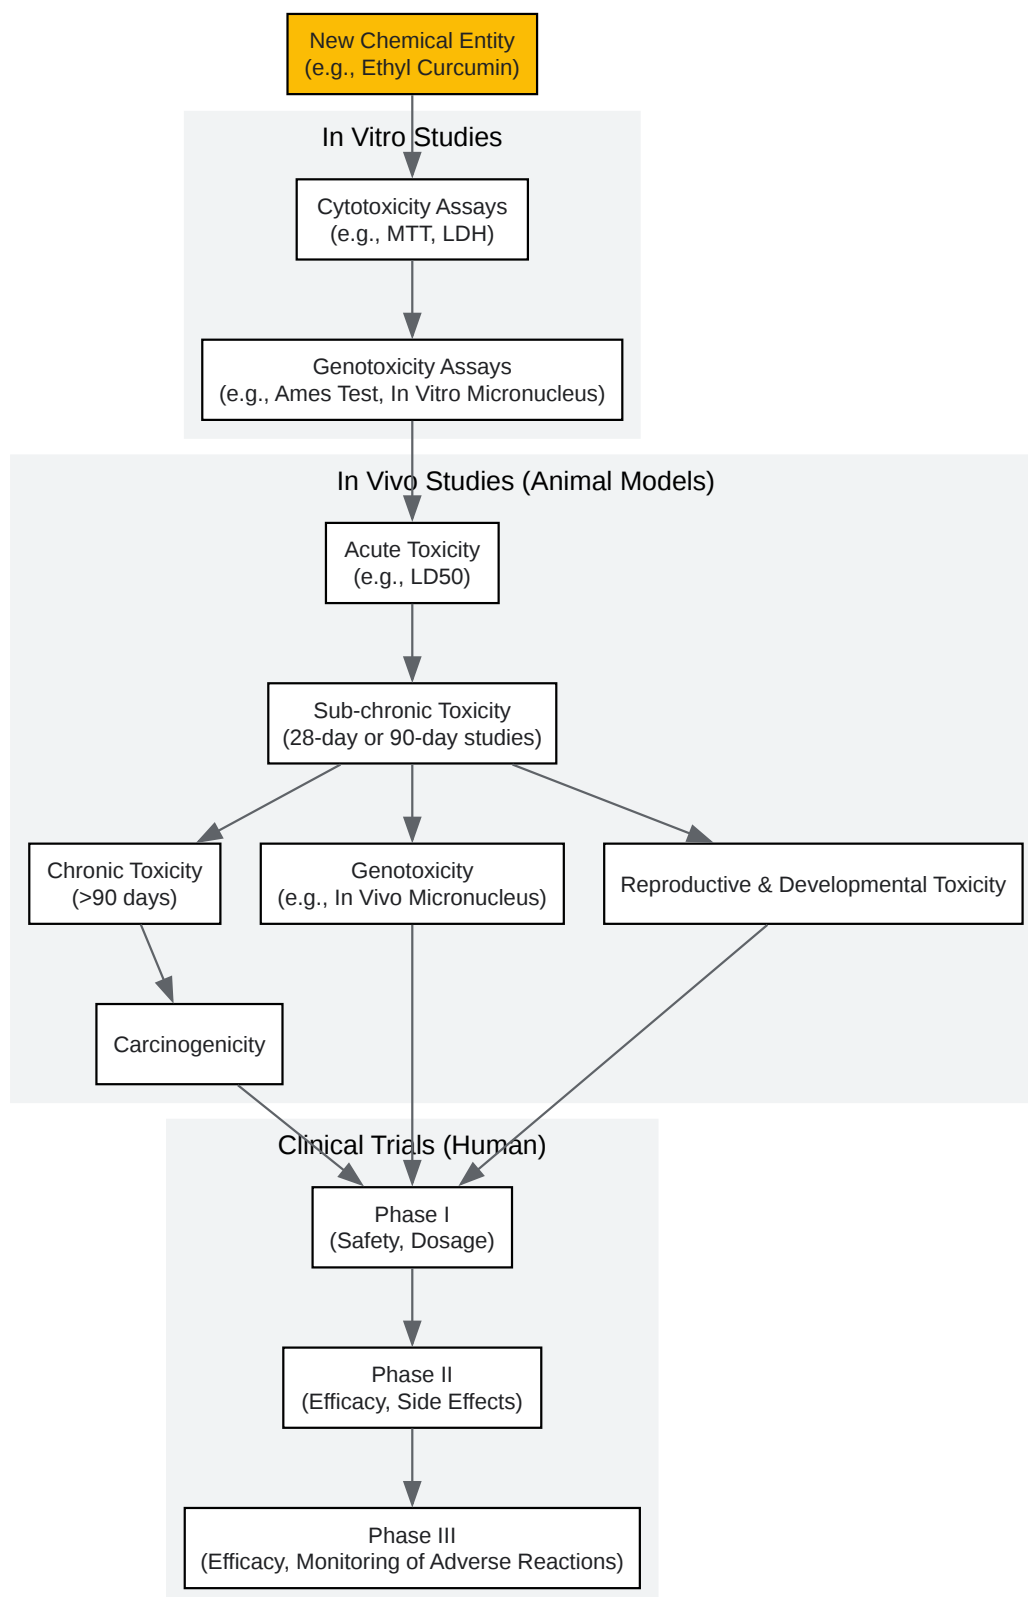 New Chemical Entity
(e.g., Ethyl Curcumin)
In Vitro Studies
Cytotoxicity Assays
(e.g., MTT, LDH)
Genotoxicity Assays
(e.g., Ames Test, In Vitro Micronucleus)
In Vivo Studies (Animal Models)
Acute Toxicity
(e.g., LD50)
Sub-chronic Toxicity
(28-day or 90-day studies)
Chronic Toxicity
(>90 days)
Genotoxicity
(e.g., In Vivo Micronucleus)
Reproductive & Developmental Toxicity
Carcinogenicity
Clinical Trials (Human)
Phase I
(Safety, Dosage)
Phase II
(Efficacy, Side Effects)
Phase III
(Efficacy, Monitoring of Adverse Reactions)